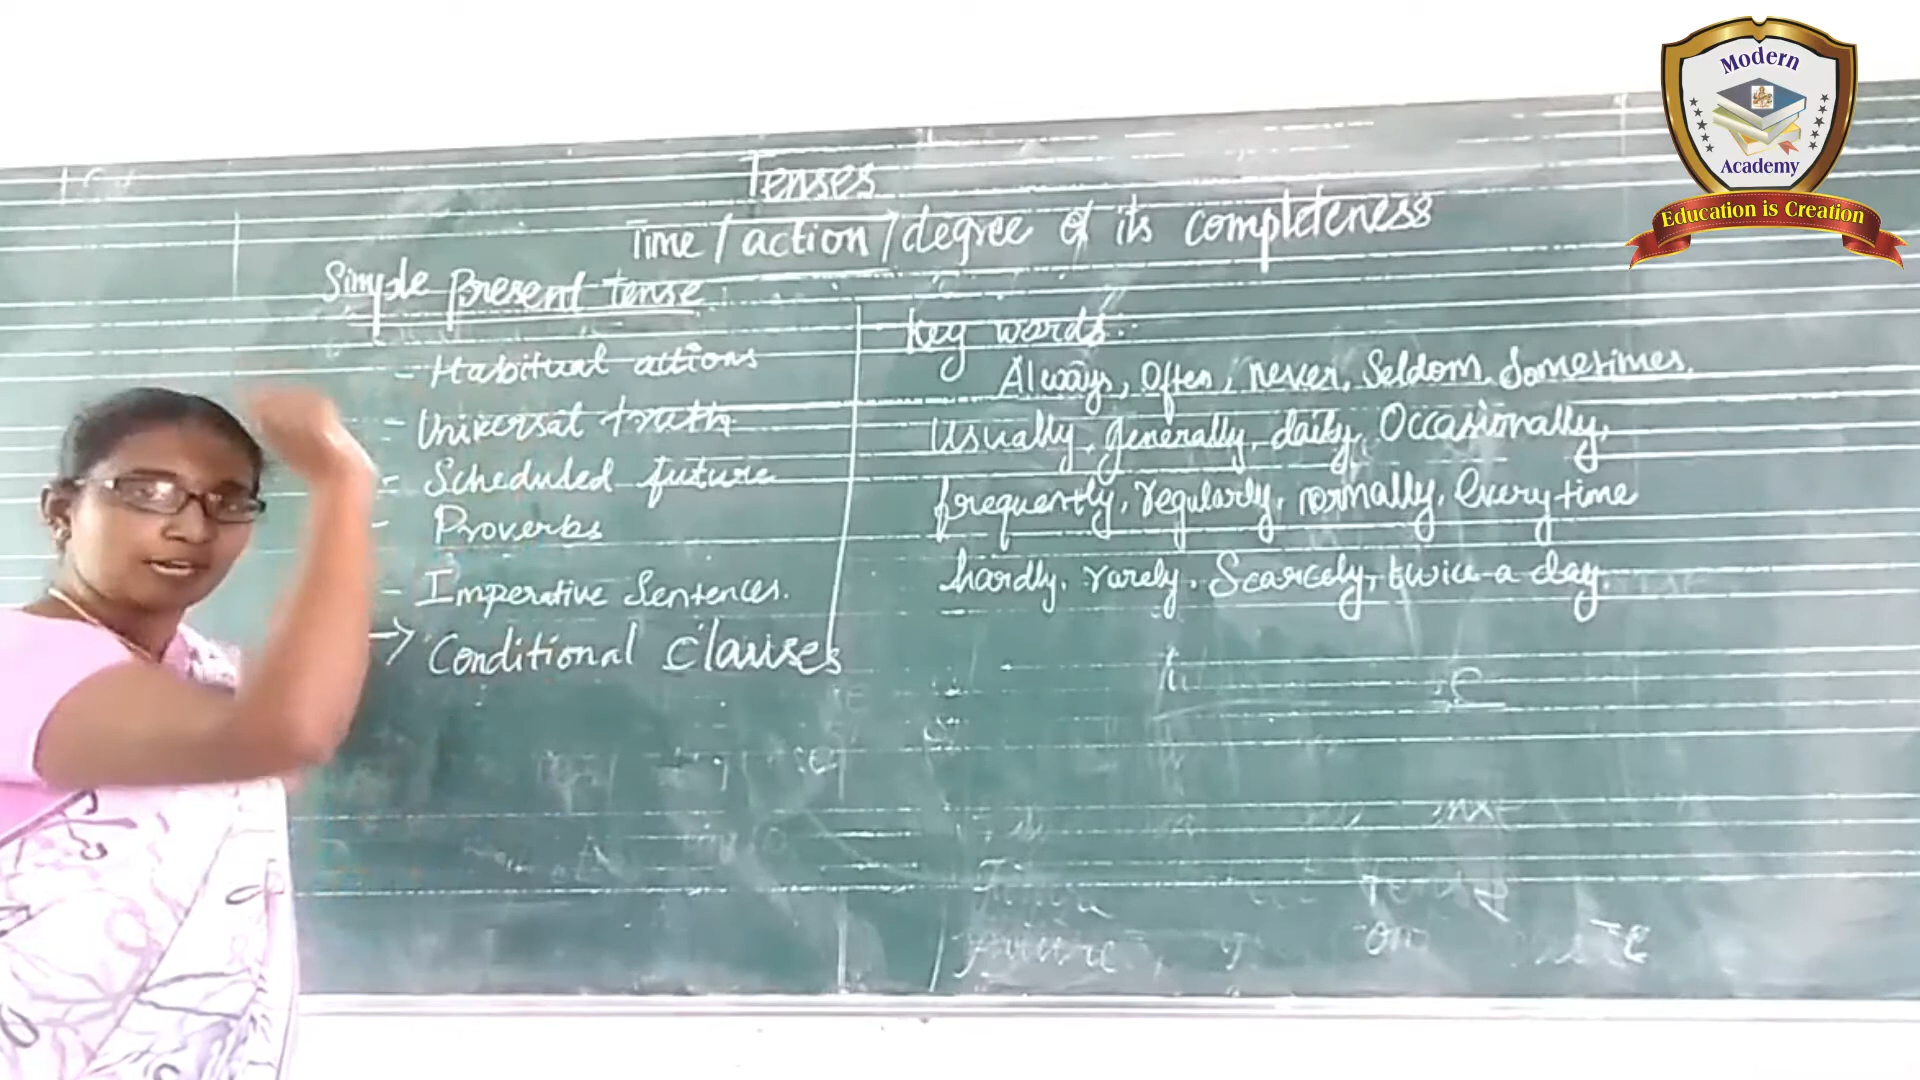 Modern
Academy
Education is Creation
Tenses
Time / action / degree of its completeness
Simple present tense
- Habitual actions
- Universal truth
- Scheduled future
- Proverbs
- Imperative Sentences.
→ Conditional clauses
Key words:
Always, Often, never, Seldom, Sometimes,
Usually, generally, daily, Occasionally,
frequently, regularly, normally, every time
hardly, rarely, Scarcely, twice a day.
future